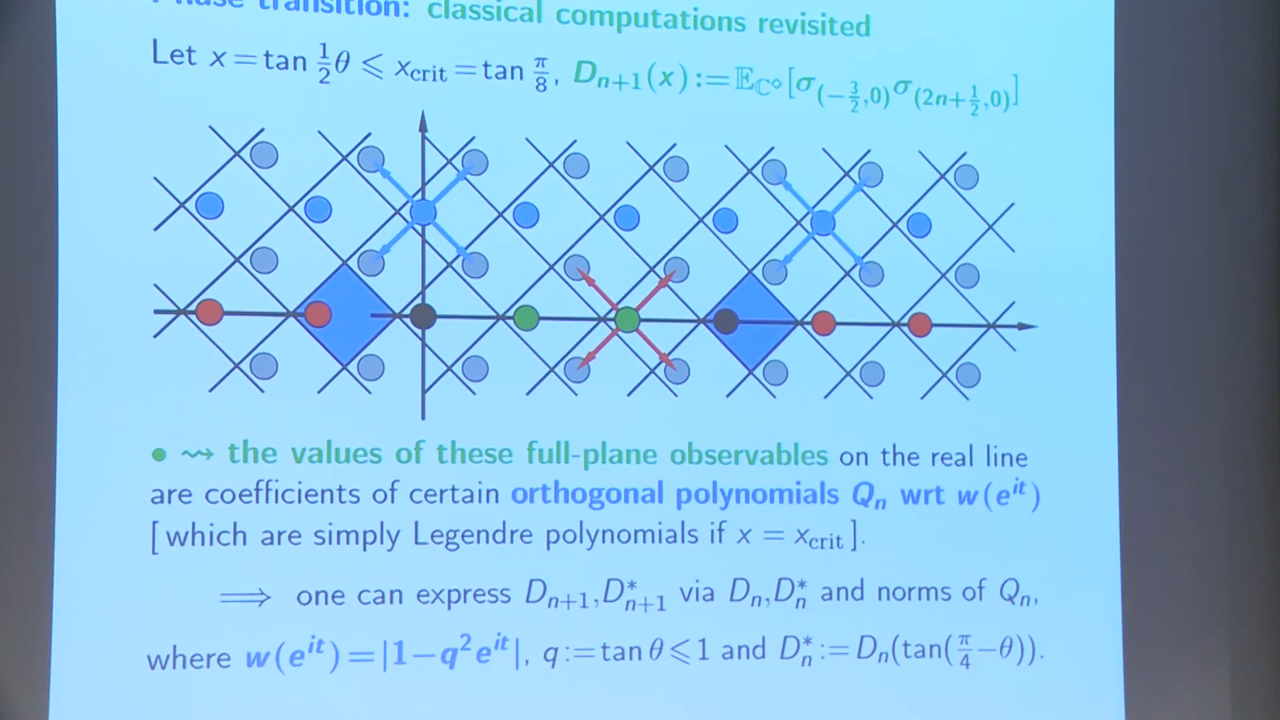 Phase transition: classical computations revisited
Let x = tan ½θ ⩽ x_crit = tan π/8, D_{n+1}(x) := 𝔼_{ℂ^⋄}[σ_{(−3/2,0)}σ_{(2n+1/2,0)}]
• ⇝ the values of these full-plane observables on the real line
are coefficients of certain orthogonal polynomials Q_n wrt w(e^{it})
[which are simply Legendre polynomials if x = x_crit].
⟹ one can express D_{n+1}, D*_{n+1} via D_n, D*_n and norms of Q_n,
where w(e^{it}) = |1−q²e^{it}|, q := tan θ ⩽ 1 and D*_n := D_n(tan(π/4−θ)).